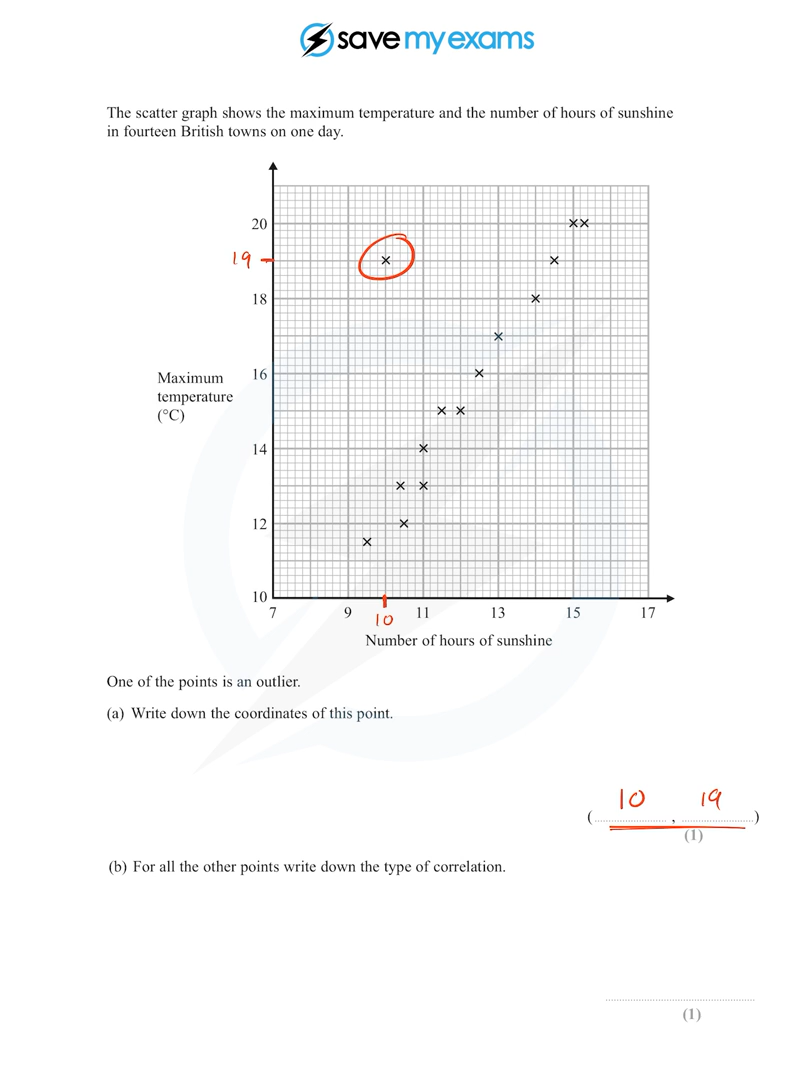 save my exams
The scatter graph shows the maximum temperature and the number of hours of sunshine
in fourteen British towns on one day.
20
19
18
Maximum
temperature
(°C)
16
14
12
10
7 9 10 11 13 15 17
Number of hours of sunshine
One of the points is an outlier.
(a) Write down the coordinates of this point.
(10, 19)
(1)
(b) For all the other points write down the type of correlation.
(1)